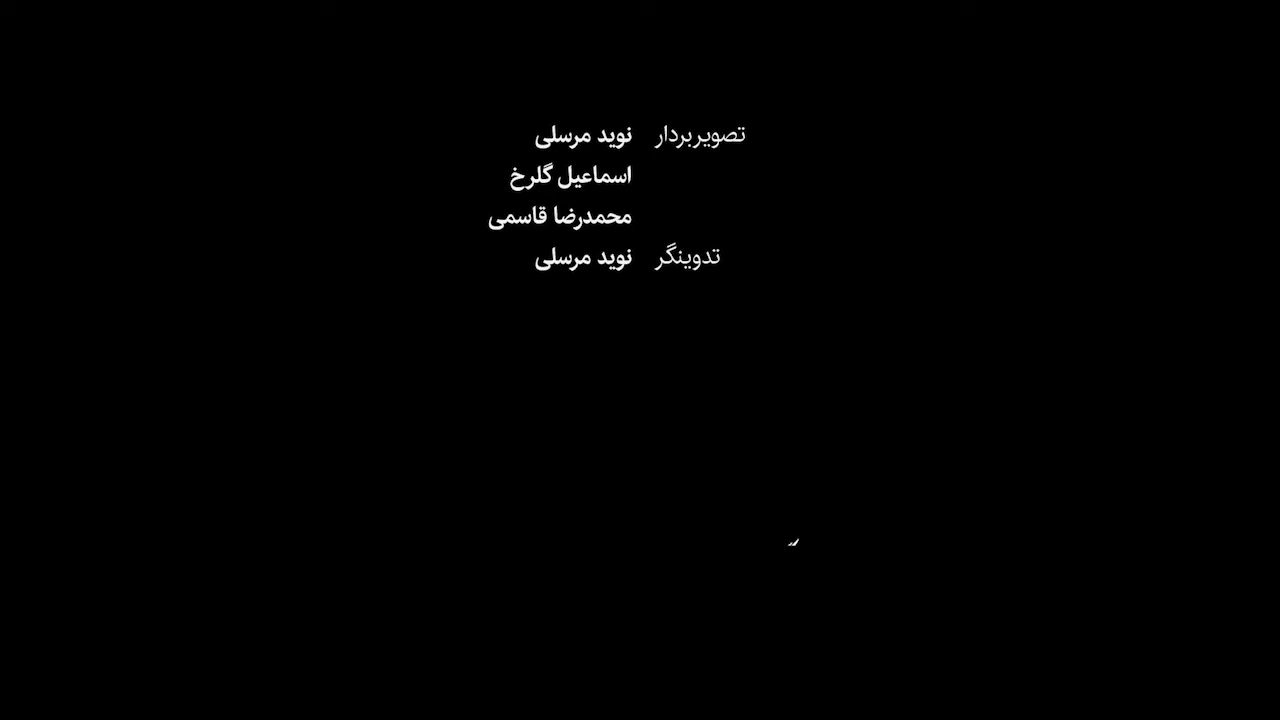 تصویربردار نوید مرسلی
اسماعیل گلرخ
محمدرضا قاسمی
تدوینگر نوید مرسلی